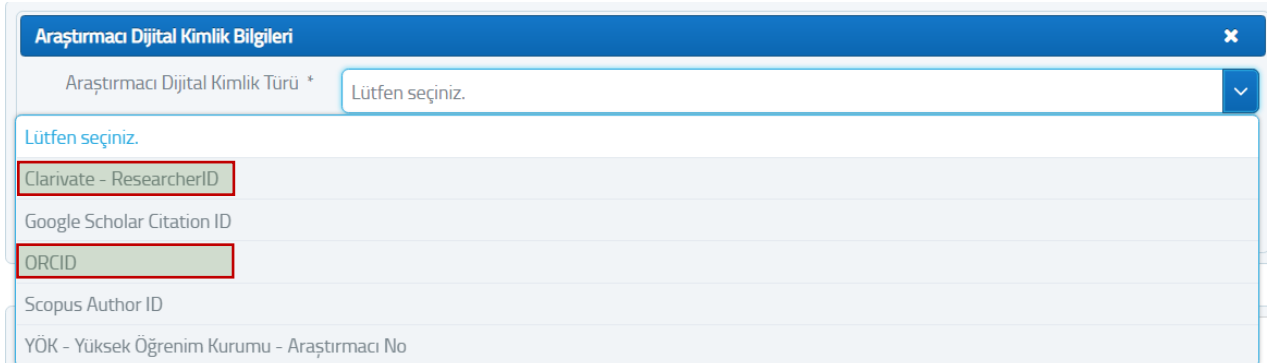 Araştırmacı Dijital Kimlik Bilgileri
Araştırmacı Dijital Kimlik Türü *
Lütfen seçiniz.
Lütfen seçiniz.
Clarivate - ResearcherID
Google Scholar Citation ID
ORCID
Scopus Author ID
YÖK - Yüksek Öğrenim Kurumu - Araştırmacı No